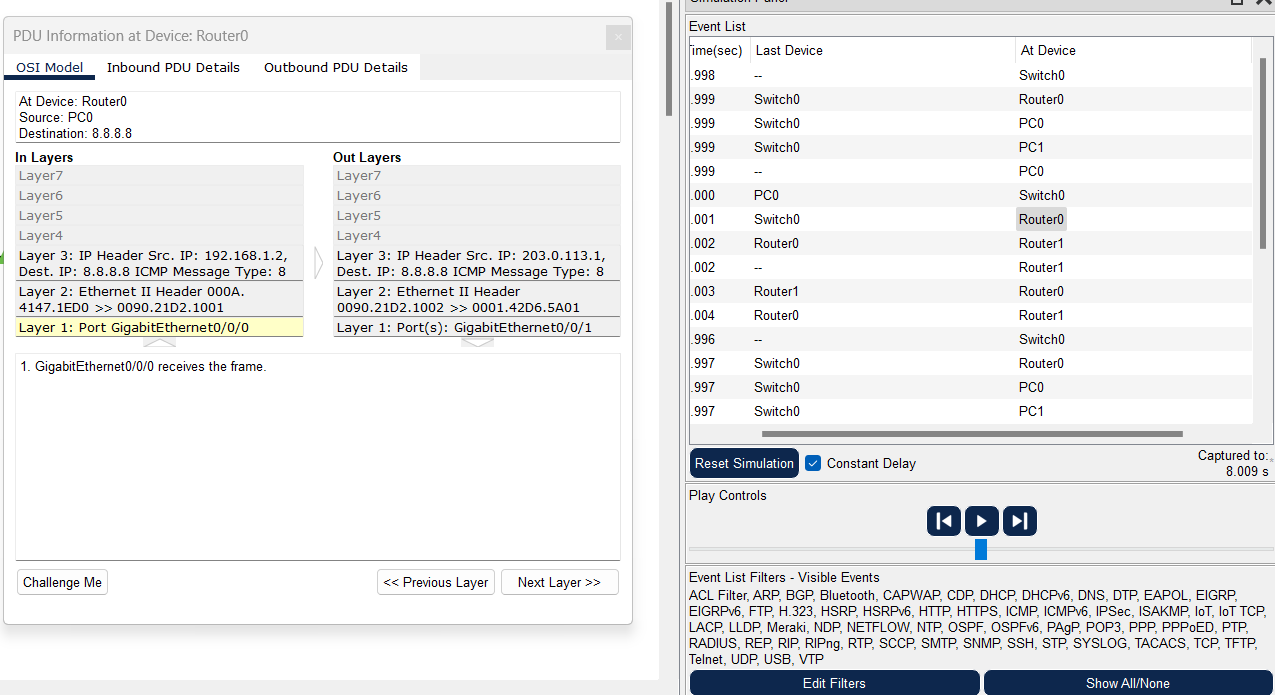 PDU Information at Device: Router0
OSI Model Inbound PDU Details Outbound PDU Details
At Device: Router0
Source: PC0
Destination: 8.8.8.8
In Layers
Layer7
Layer6
Layer5
Layer4
Layer 3: IP Header Src. IP: 192.168.1.2,
Dest. IP: 8.8.8.8 ICMP Message Type: 8
Layer 2: Ethernet II Header 000A.
4147.1ED0 >> 0090.21D2.1001
Layer 1: Port GigabitEthernet0/0/0
Out Layers
Layer7
Layer6
Layer5
Layer4
Layer 3: IP Header Src. IP: 203.0.113.1,
Dest. IP: 8.8.8.8 ICMP Message Type: 8
Layer 2: Ethernet II Header
0090.21D2.1002 >> 0001.42D6.5A01
Layer 1: Port(s): GigabitEthernet0/0/1
1. GigabitEthernet0/0/0 receives the frame.
Challenge Me << Previous Layer Next Layer >>
Simulation Panel
Event List
Time(sec) Last Device At Device
.998 -- Switch0
.999 Switch0 Router0
.999 Switch0 PC0
.999 Switch0 PC1
.999 -- PC0
.000 PC0 Switch0
.001 Switch0 Router0
.002 Router0 Router1
.002 -- Router1
.003 Router1 Router0
.004 Router0 Router1
.996 -- Switch0
.997 Switch0 Router0
.997 Switch0 PC0
.997 Switch0 PC1
Reset Simulation Constant Delay
Captured to:
8.009 s
Play Controls
Event List Filters - Visible Events
ACL Filter, ARP, BGP, Bluetooth, CAPWAP, CDP, DHCP, DHCPv6, DNS, DTP, EAPOL, EIGRP,
EIGRPv6, FTP, H.323, HSRP, HSRPv6, HTTP, HTTPS, ICMP, ICMPv6, IPSec, ISAKMP, IoT, IoT TCP,
LACP, LLDP, Meraki, NDP, NETFLOW, NTP, OSPF, OSPFv6, PAgP, POP3, PPP, PPPoED, PTP,
RADIUS, REP, RIP, RIPng, RTP, SCCP, SMTP, SNMP, SSH, STP, SYSLOG, TACACS, TCP, TFTP,
Telnet, UDP, USB, VTP
Edit Filters Show All/None